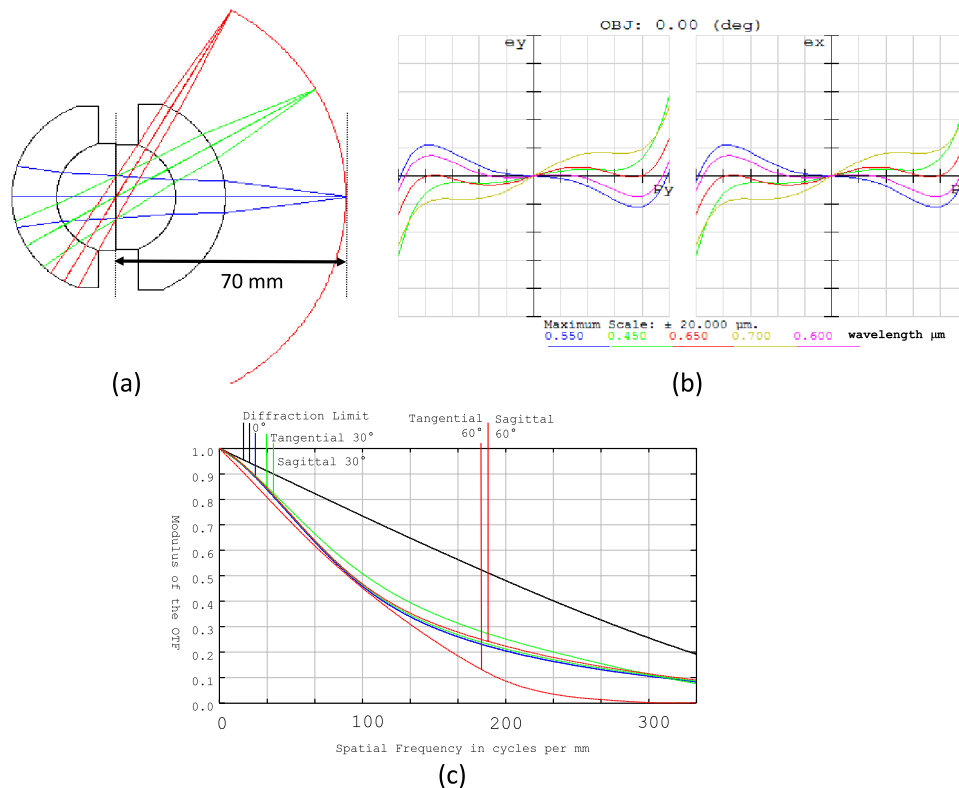 70 mm
(a)
OBJ: 0.00 (deg)
ey
ex
Py
P
Maximum Scale: ± 20.000 µm.
0.550 0.450 0.650 0.700 0.600 wavelength µm
(b)
Diffraction Limit
0°
Tangential 30°
Sagittal 30°
Tangential 60°
Sagittal 60°
1.0
0.9
0.8
0.7
0.6
0.5
0.4
0.3
0.2
0.1
0.0
Modulus of the OTF
0 100 200 300
Spatial Frequency in cycles per mm
(c)